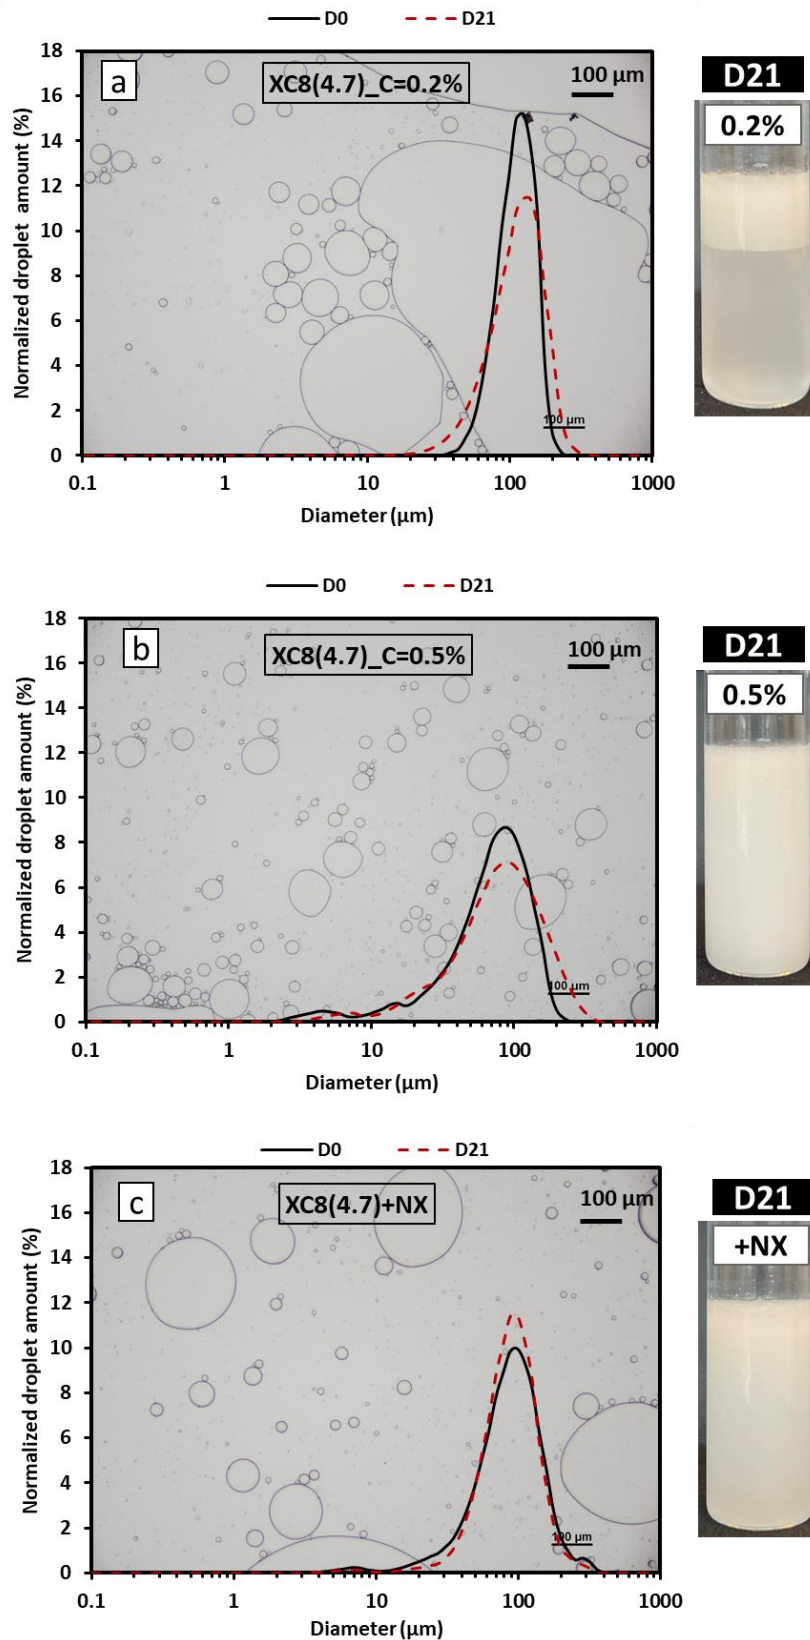 D0 D21
Normalized droplet amount (%)
18
16
14
12
10
8
6
4
2
0
a
XC8(4.7)_C=0.2%
100 µm
100 µm
0.1 1 10 100 1000
Diameter (µm)
D21
0.2%
D0 D21
Normalized droplet amount (%)
18
16
14
12
10
8
6
4
2
0
b
XC8(4.7)_C=0.5%
100 µm
100 µm
0.1 1 10 100 1000
Diameter (µm)
D21
0.5%
D0 D21
Normalized droplet amount (%)
18
16
14
12
10
8
6
4
2
0
c
XC8(4.7)+NX
100 µm
100 µm
0.1 1 10 100 1000
Diameter (µm)
D21
+NX